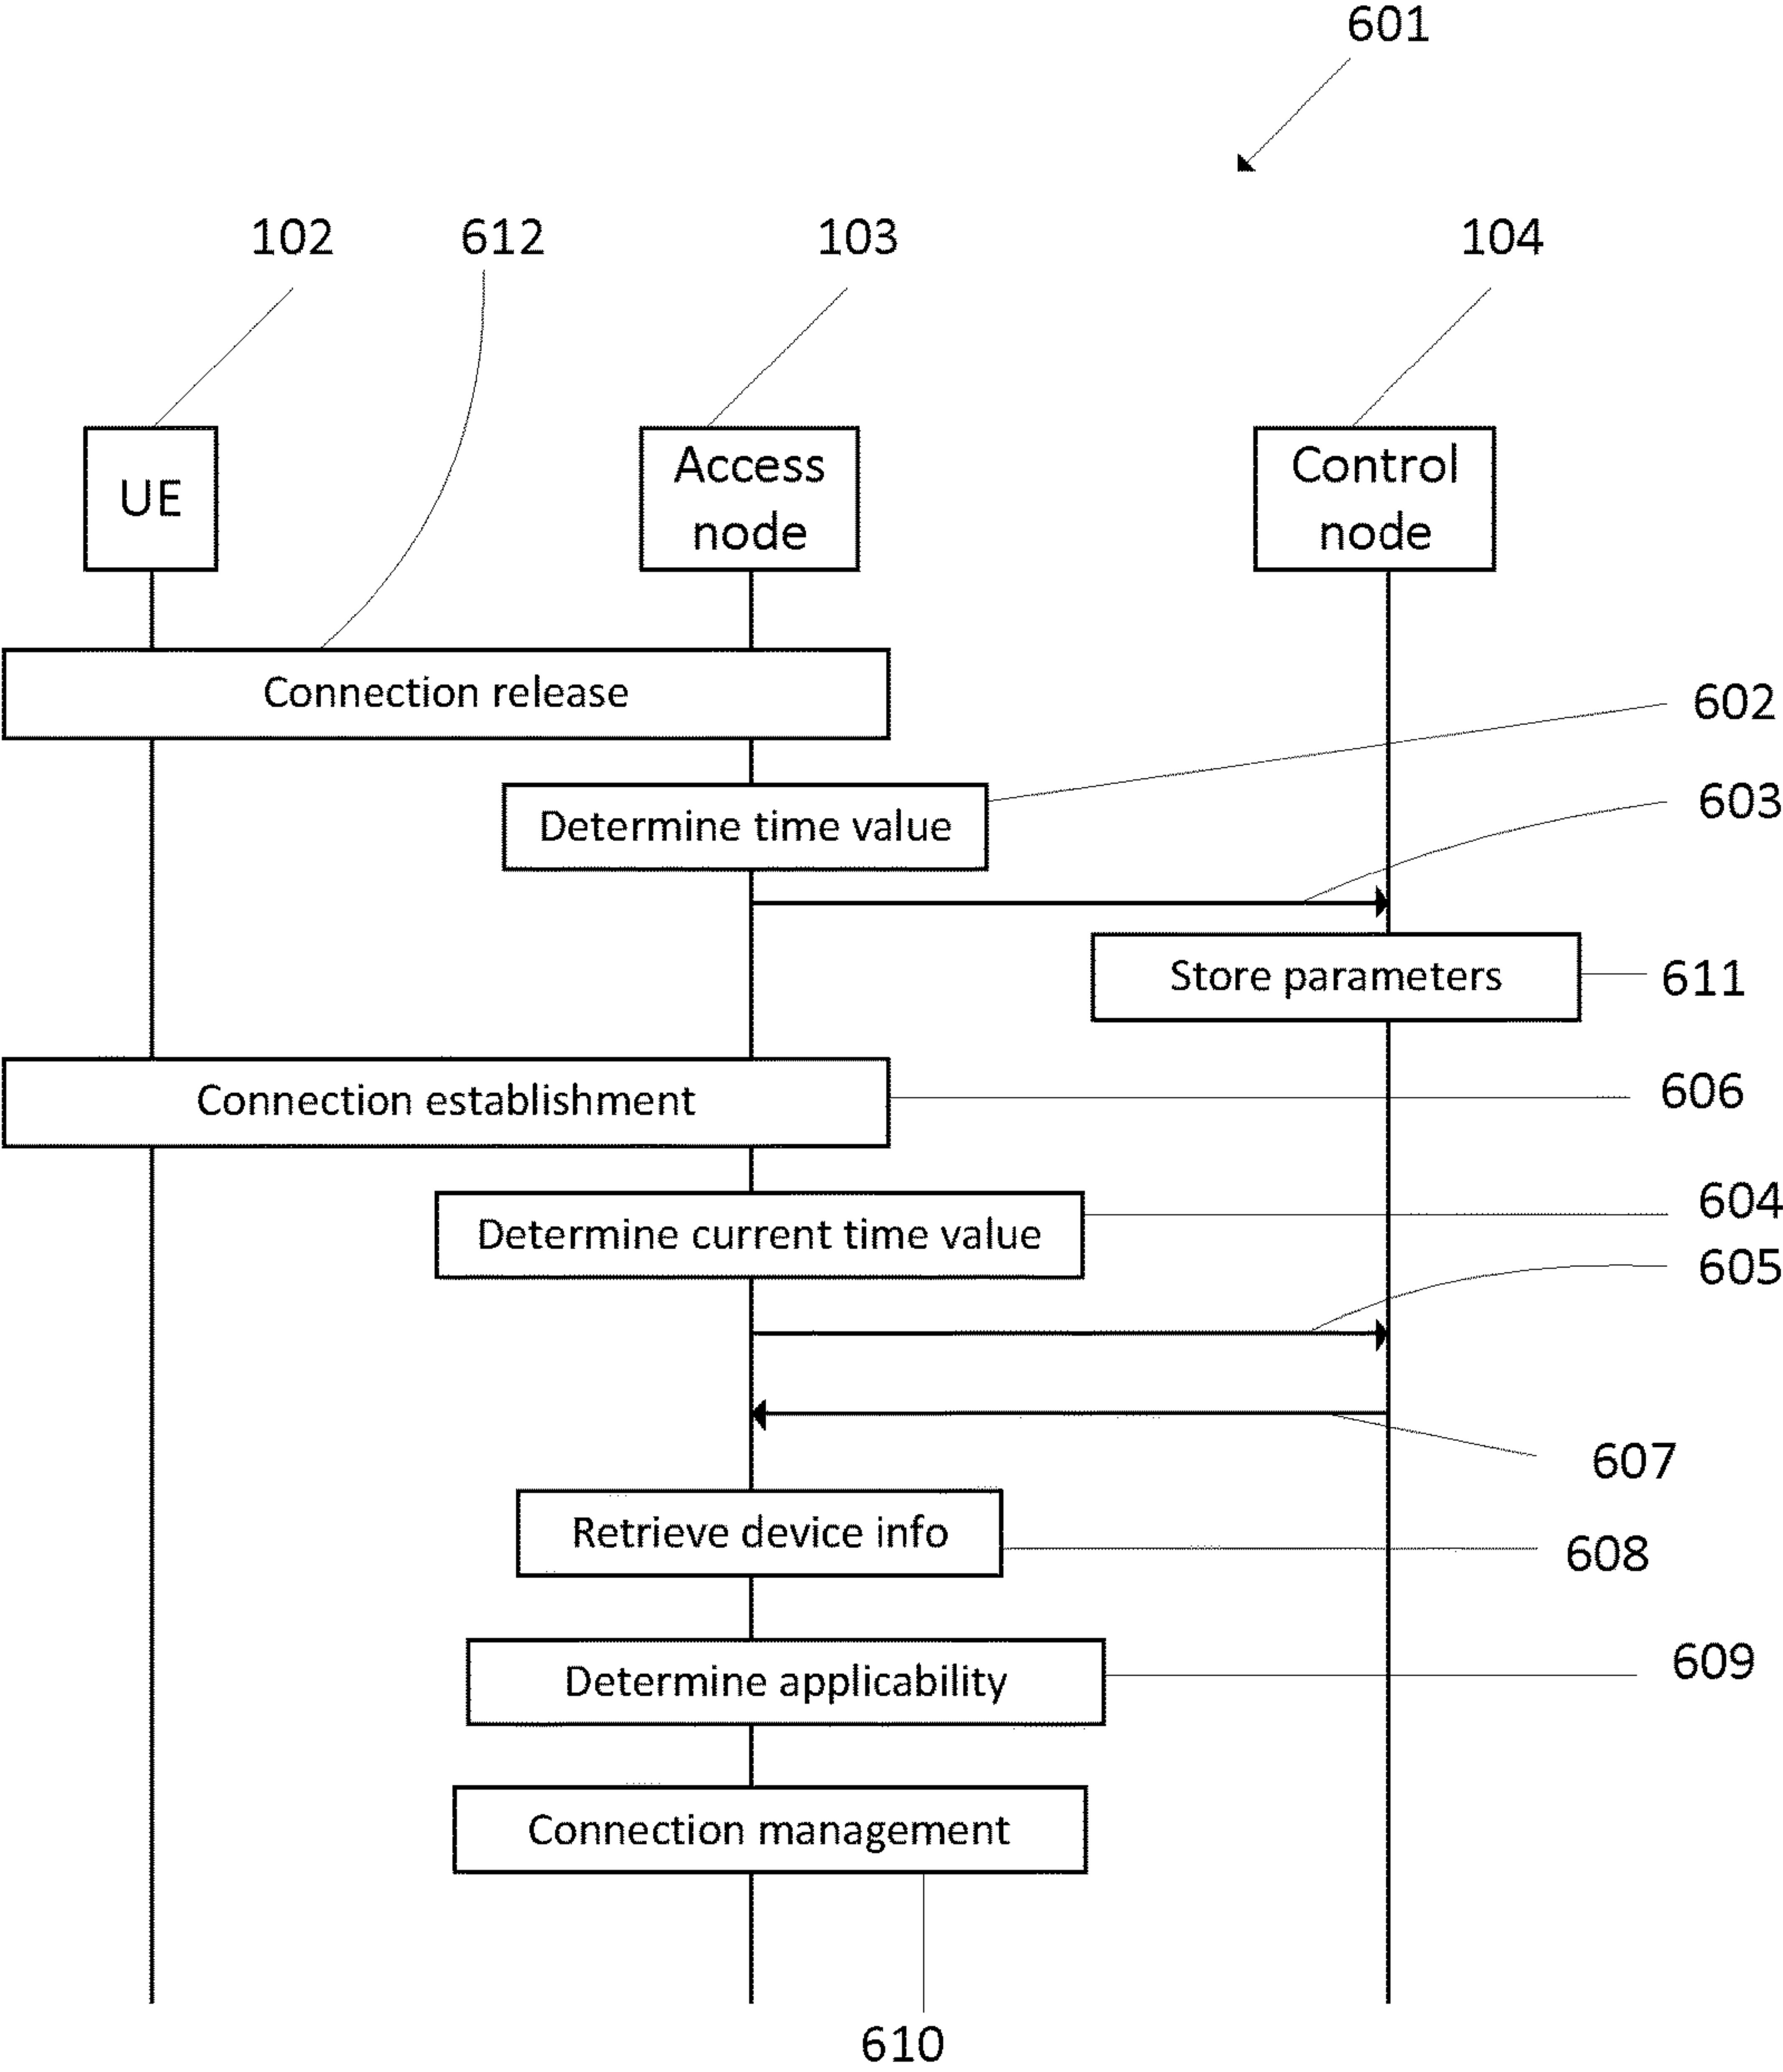 601
102
612
103
104
UE
Access
node
Control
node
Connection release
602
Determine time value
603
Store parameters
611
Connection establishment
606
604
Determine current time value
605
607
Retrieve device info
608
Determine applicability
609
Connection management
610